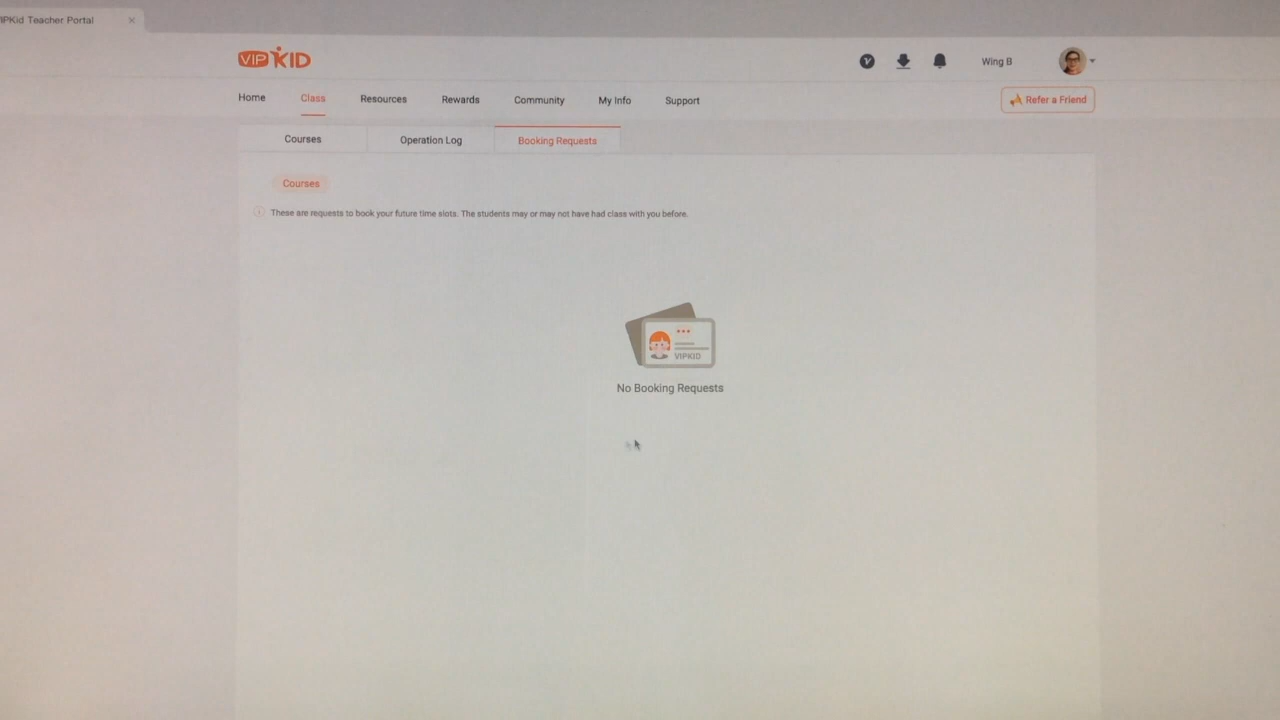 IPKid Teacher Portal
VIPKID
Wing B
Home Class Resources Rewards Community My Info Support Refer a Friend
Courses Operation Log Booking Requests
Courses
These are requests to book your future time slots. The students may or may not have had class with you before.
VIPKID
No Booking Requests